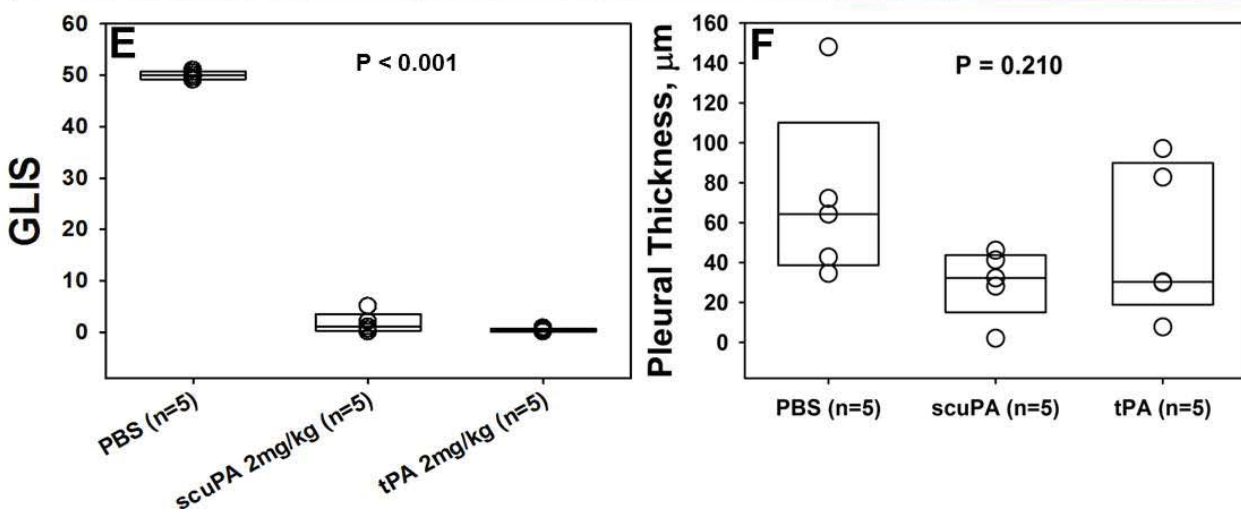 E
P < 0.001
GLIS
60
50
40
30
20
10
0
PBS (n=5)
scuPA 2mg/kg (n=5)
tPA 2mg/kg (n=5)
F
P = 0.210
Pleural Thickness, μm
160
140
120
100
80
60
40
20
0
PBS (n=5)
scuPA (n=5)
tPA (n=5)